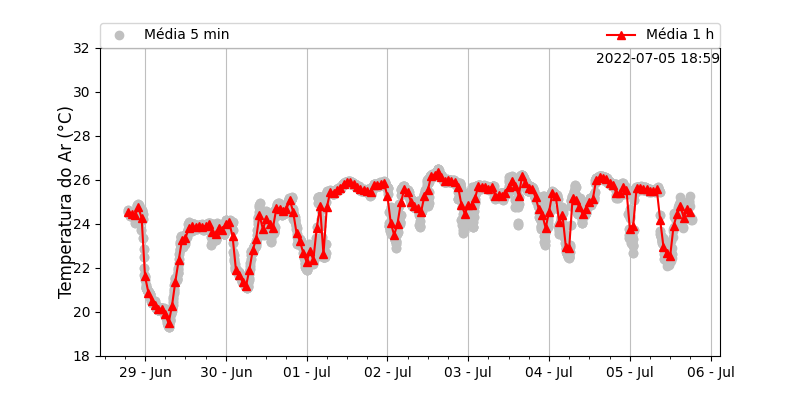 Média 5 min
Média 1 h
2022-07-05 18:59
Temperatura do Ar (°C)
32
30
28
26
24
22
20
18
29 - Jun
30 - Jun
01 - Jul
02 - Jul
03 - Jul
04 - Jul
05 - Jul
06 - Jul